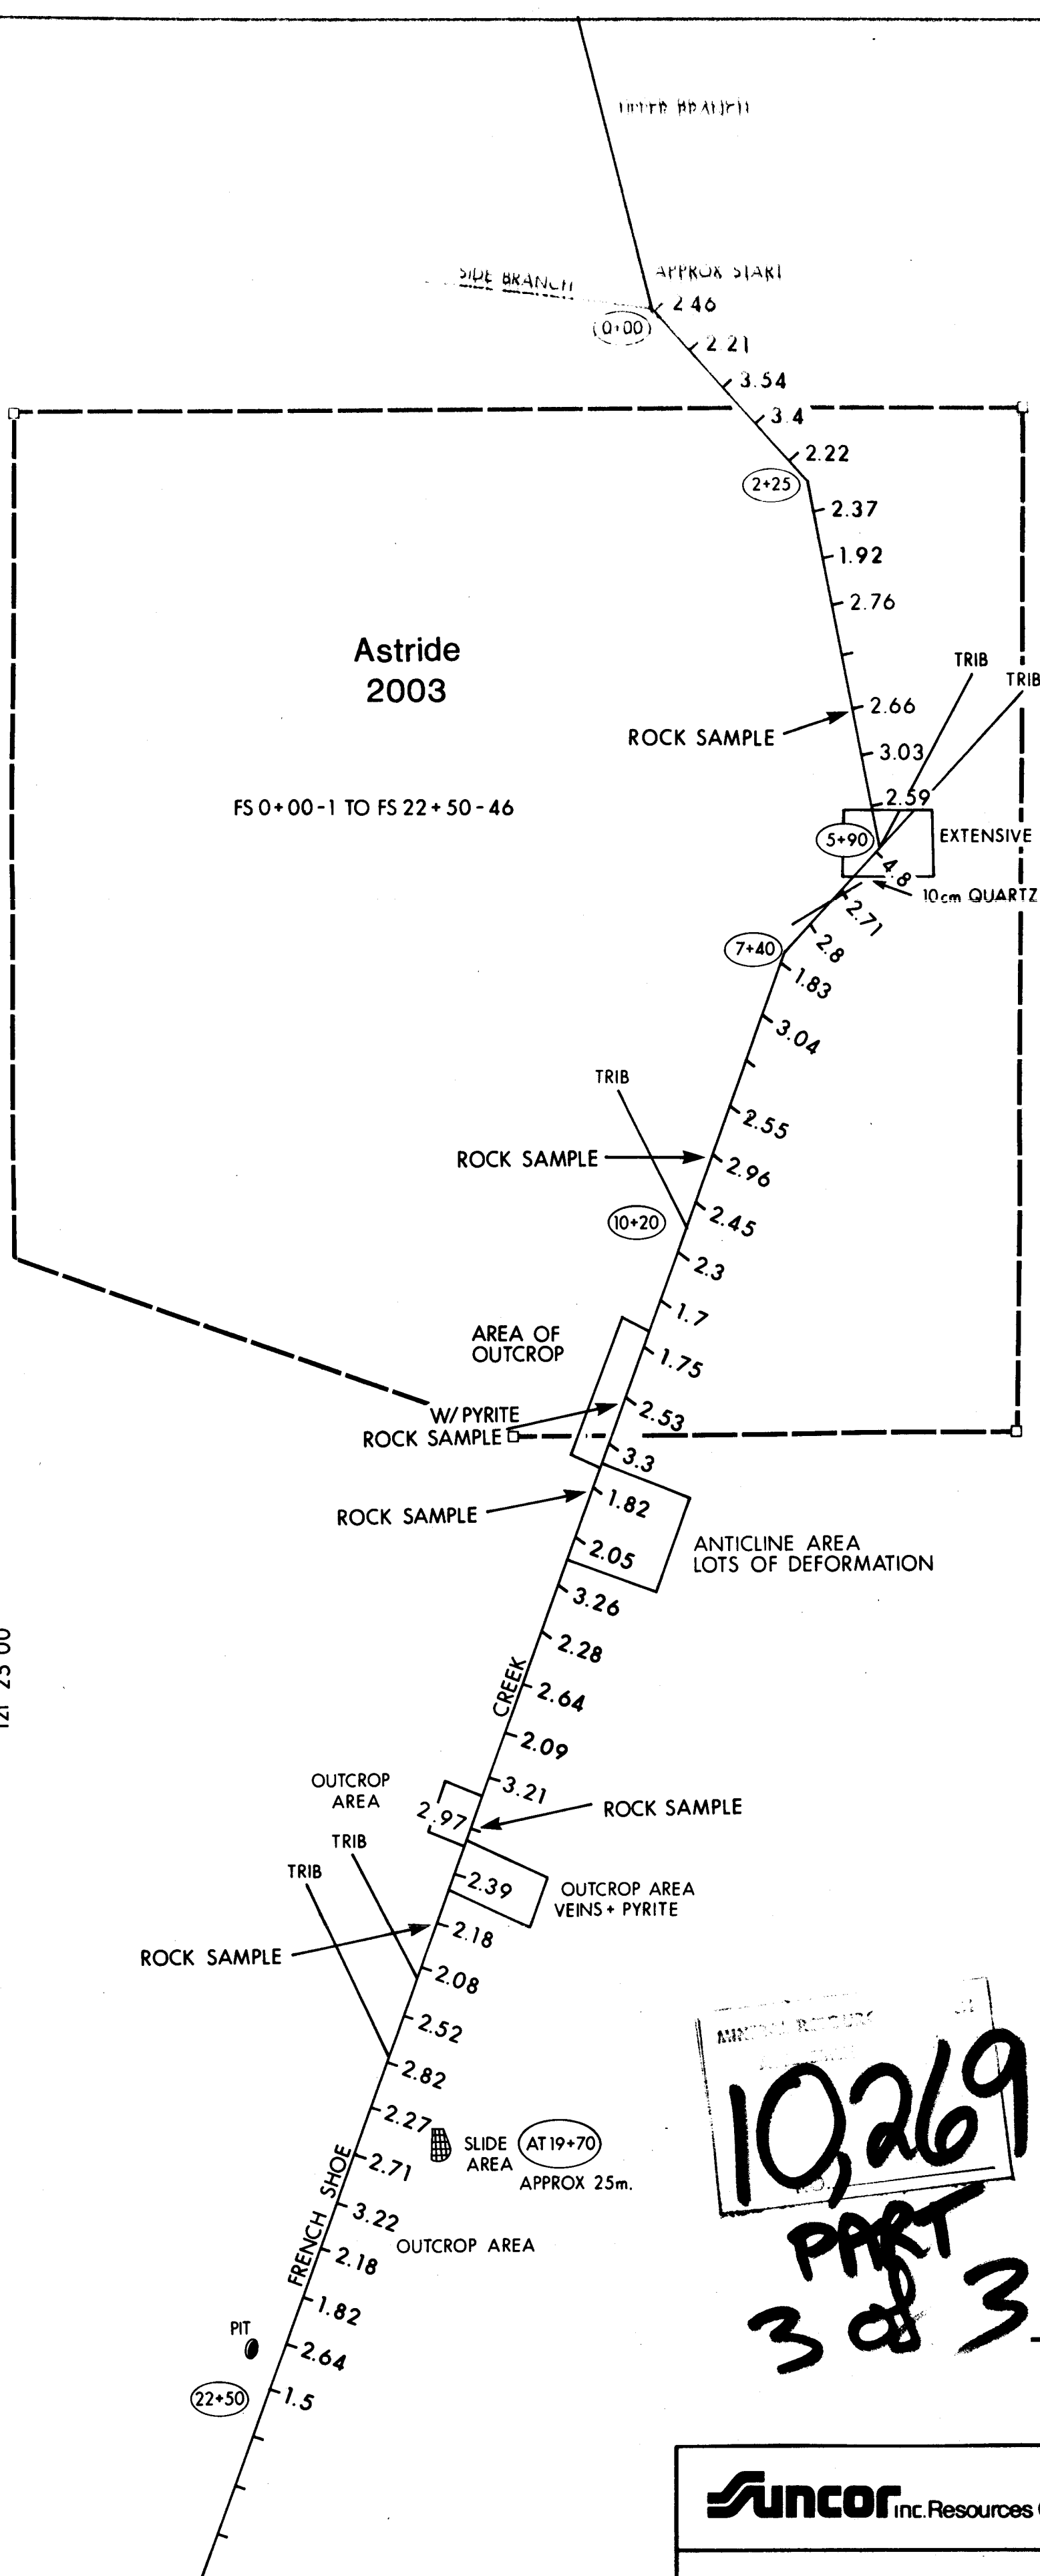 UPPER BRANCH
SIDE BRANCH
APPROX START
2.46
0+00
2.21
3.54
3.4
2.22
2+25
2.37
1.92
2.76
Astride
2003
TRIB
TRIB
2.66
ROCK SAMPLE
3.03
2.59
FS 0+00-1 TO FS 22+50-46
5+90
EXTENSIVE
4.8
10cm QUARTZ
2.71
2.8
7+40
1.83
3.04
TRIB
2.55
ROCK SAMPLE
2.96
2.45
10+20
2.3
1.7
AREA OF
OUTCROP
1.75
W/PYRITE
2.53
ROCK SAMPLE
3.3
1.82
ROCK SAMPLE
2.05
ANTICLINE AREA
LOTS OF DEFORMATION
3.26
2.28
121 25 00
CREEK
2.64
2.09
3.21
OUTCROP
AREA
2.97
ROCK SAMPLE
TRIB
TRIB
2.39
OUTCROP AREA
VEINS + PYRITE
2.18
ROCK SAMPLE
2.08
2.52
2.82
2.27
SLIDE
AREA
AT 19+70
APPROX 25m.
2.71
FRENCH SHOE
3.22
OUTCROP AREA
2.18
1.82
PIT
2.64
22+50
1.5
10,269
PART
3 of 3
Suncor Inc. Resources